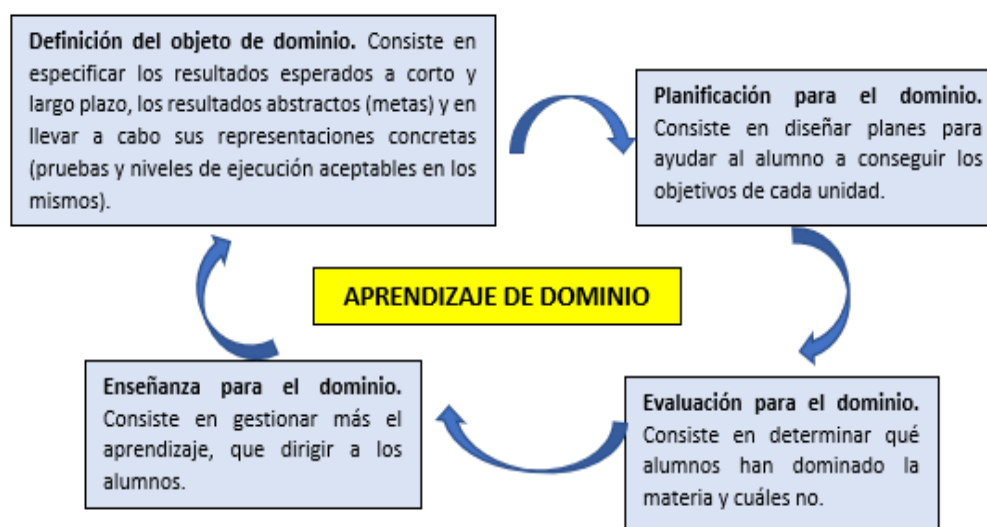 Definición del objeto de dominio. Consiste en
especificar los resultados esperados a corto y
largo plazo, los resultados abstractos (metas) y en
llevar a cabo sus representaciones concretas
(pruebas y niveles de ejecución aceptables en los
mismos).
Planificación para el dominio.
Consiste en diseñar planes para
ayudar al alumno a conseguir los
objetivos de cada unidad.
APRENDIZAJE DE DOMINIO
Enseñanza para el dominio.
Consiste en gestionar más el
aprendizaje, que dirigir a los
alumnos.
Evaluación para el dominio.
Consiste en determinar qué
alumnos han dominado la
materia y cuáles no.